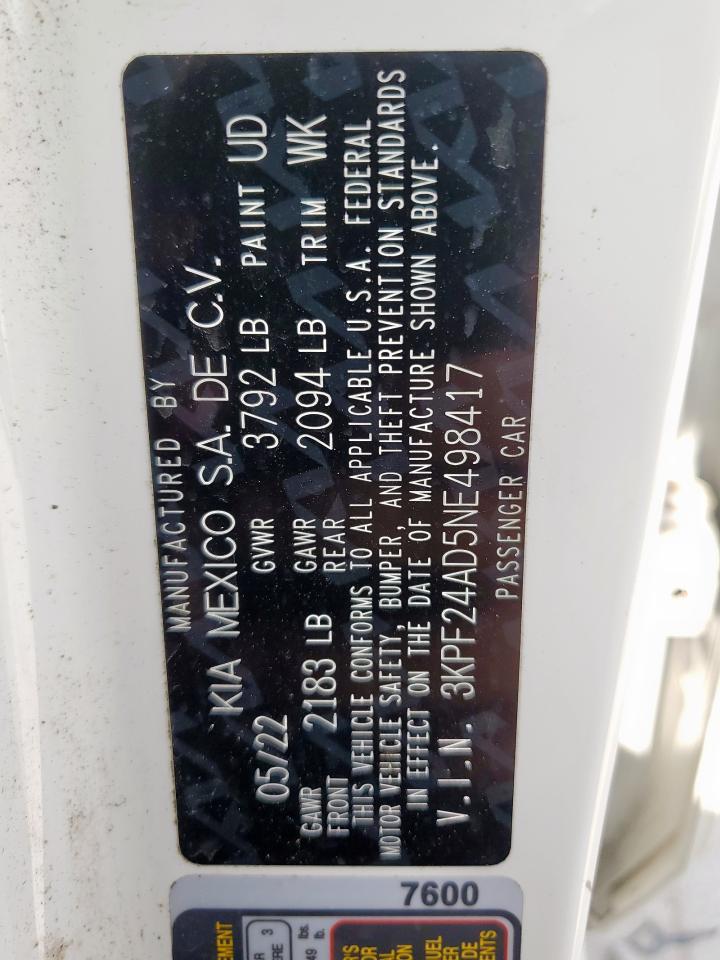 MANUFACTURED BY
KIA MEXICO S.A. DE C.V.
05/22 GVWR 3792 LB PAINT UD
GAWR FRONT 2183 LB GAWR REAR 2094 LB TRIM WK
THIS VEHICLE CONFORMS TO ALL APPLICABLE U.S.A. FEDERAL
MOTOR VEHICLE SAFETY, BUMPER, AND THEFT PREVENTION STANDARDS
IN EFFECT ON THE DATE OF MANUFACTURE SHOWN ABOVE.
V.I.N. 3KPF24AD5NE498417
PASSENGER CAR
7600